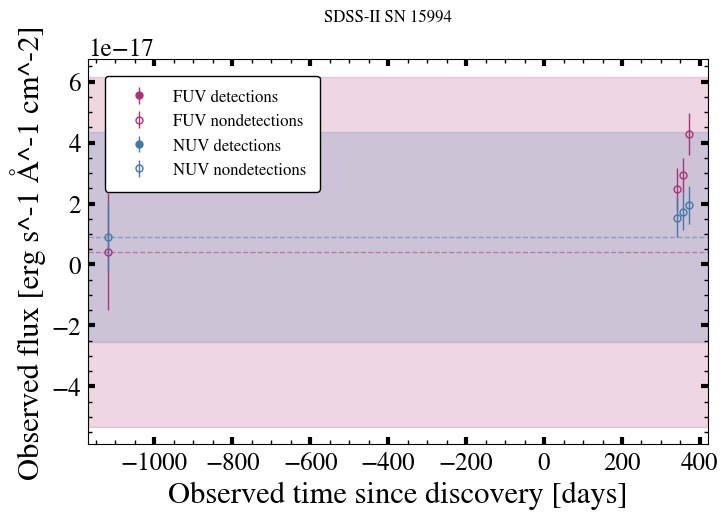 SDSS-II SN 15994
1e−17
FUV detections
FUV nondetections
NUV detections
NUV nondetections
6
4
2
0
−2
−4
Observed flux [erg s^-1 Å^-1 cm^-2]
−1000 −800 −600 −400 −200 0 200 400
Observed time since discovery [days]